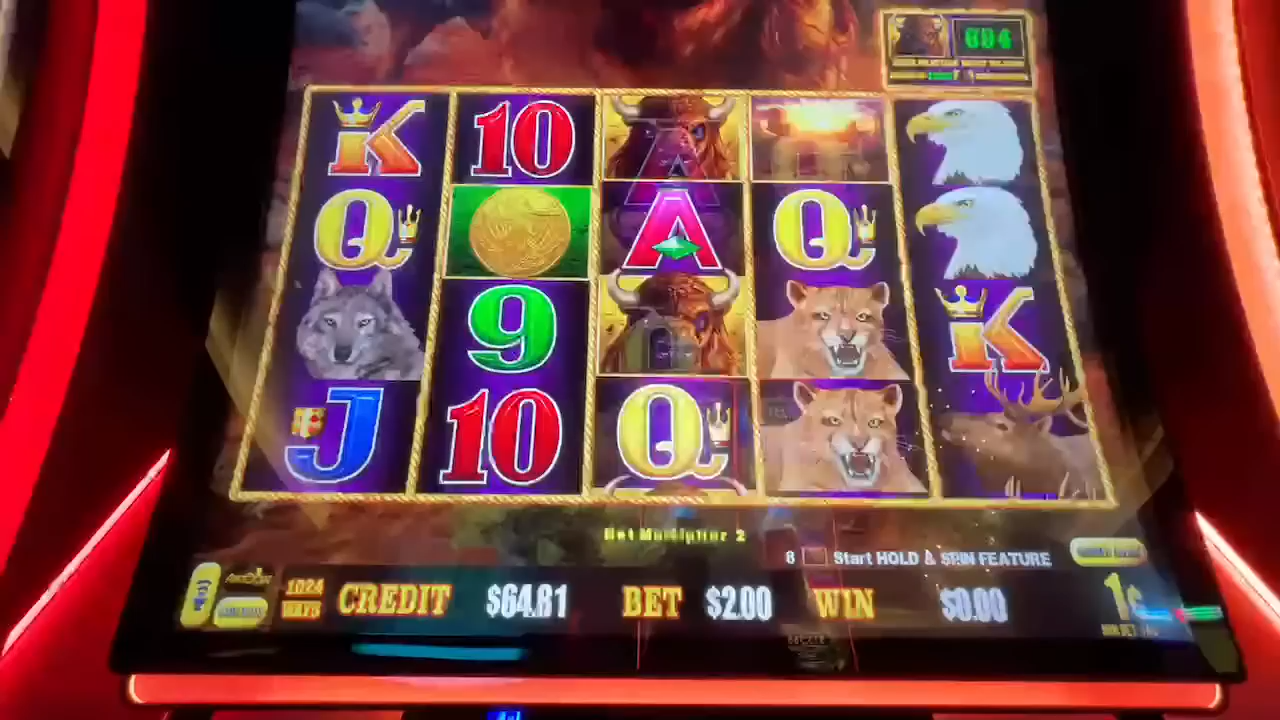 694
K 10
Q A Q
9 K
J 10 Q
Bet Multiplier 2
8 Start HOLD & SPIN FEATURE
1024 WAYS CREDIT $64.81 BET $2.00 WIN $0.00 1¢